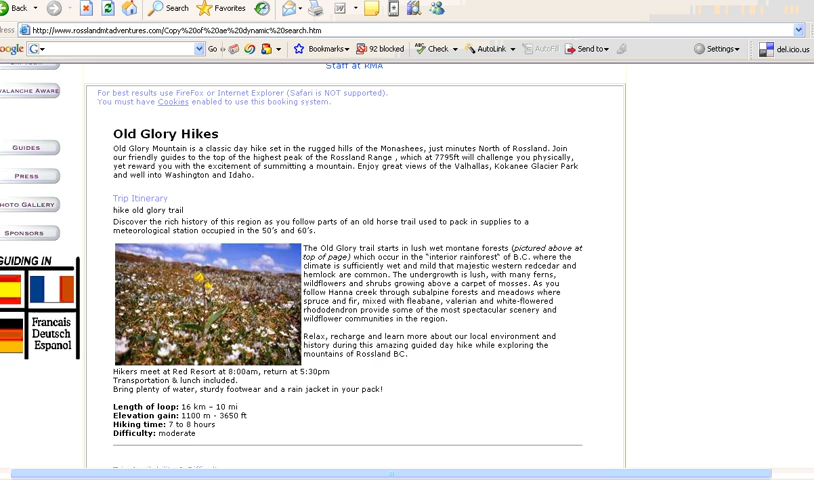 Back
Search
Favorites
http://www.rosslandmtadventures.com/Copy%20of%20ae%20dynamic%20search.htm
Go
Bookmarks
92 blocked
Check
AutoLink
AutoFill
Send to
Settings
del.icio.us
Staff at RMA
AVALANCHE AWARE
GUIDES
PRESS
PHOTO GALLERY
SPONSORS
GUIDING IN
Francais
Deutsch
Espanol
For best results use FireFox or Internet Explorer (Safari is NOT supported).
You must have Cookies enabled to use this booking system.
Old Glory Hikes
Old Glory Mountain is a classic day hike set in the rugged hills of the Monashees, just minutes North of Rossland. Join
our friendly guides to the top of the highest peak of the Rossland Range , which at 7795ft will challenge you physically,
yet reward you with the excitement of summitting a mountain. Enjoy great views of the Valhallas, Kokanee Glacier Park
and well into Washington and Idaho.
Trip Itinerary
hike old glory trail
Discover the rich history of this region as you follow parts of an old horse trail used to pack in supplies to a
meteorological station occupied in the 50's and 60's.
The Old Glory trail starts in lush wet montane forests (pictured above at
top of page) which occur in the "interior rainforest" of B.C. where the
climate is sufficiently wet and mild that majestic western redcedar and
hemlock are common. The undergrowth is lush, with many ferns,
wildflowers and shrubs growing above a carpet of mosses. As you
follow Hanna creek through subalpine forests and meadows where
spruce and fir, mixed with fleabane, valerian and white-flowered
rhododendron provide some of the most spectacular scenery and
wildflower communities in the region.
Relax, recharge and learn more about our local environment and
history during this amazing guided day hike while exploring the
mountains of Rossland BC.
Hikers meet at Red Resort at 8:00am, return at 5:30pm
Transportation & lunch included.
Bring plenty of water, sturdy footwear and a rain jacket in your pack!
Length of loop: 16 km – 10 mi
Elevation gain: 1100 m - 3650 ft
Hiking time: 7 to 8 hours
Difficulty: moderate